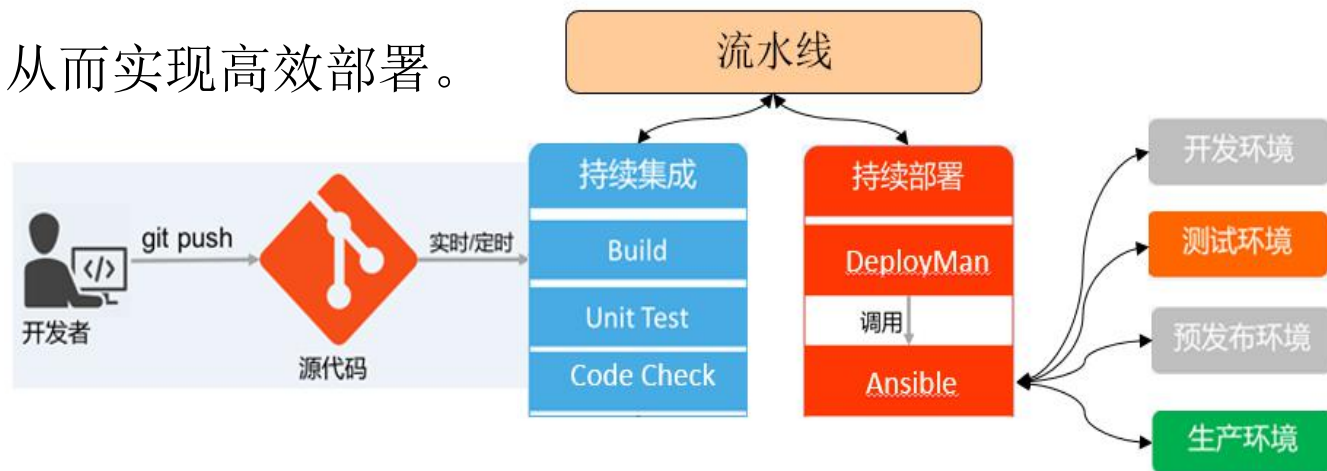 流水线
从而实现高效部署。
开发者
</>
git push
源代码
实时/定时
持续集成
Build
Unit Test
Code Check
持续部署
DeployMan
调用
Ansible
开发环境
测试环境
预发布环境
生产环境